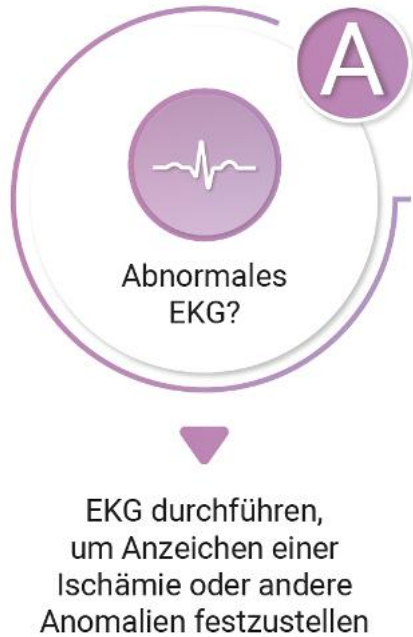 A
Abnormales
EKG?
EKG durchführen,
um Anzeichen einer
Ischämie oder andere
Anomalien festzustellen